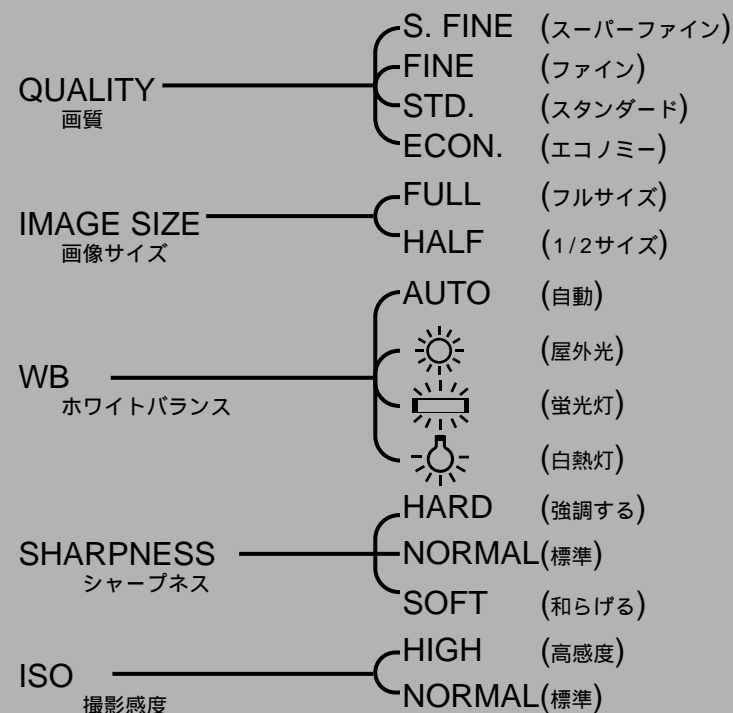 S. FINE (スーパーファイン)
FINE (ファイン)
QUALITY
画質
STD. (スタンダード)
ECON. (エコノミー)
FULL (フルサイズ)
IMAGE SIZE
画像サイズ
HALF (1/2サイズ)
AUTO (自動)
(屋外光)
WB
ホワイトバランス
(蛍光灯)
(白熱灯)
HARD (強調する)
SHARPNESS
シャープネス
NORMAL(標準)
SOFT (和らげる)
HIGH (高感度)
ISO
撮影感度
NORMAL(標準)